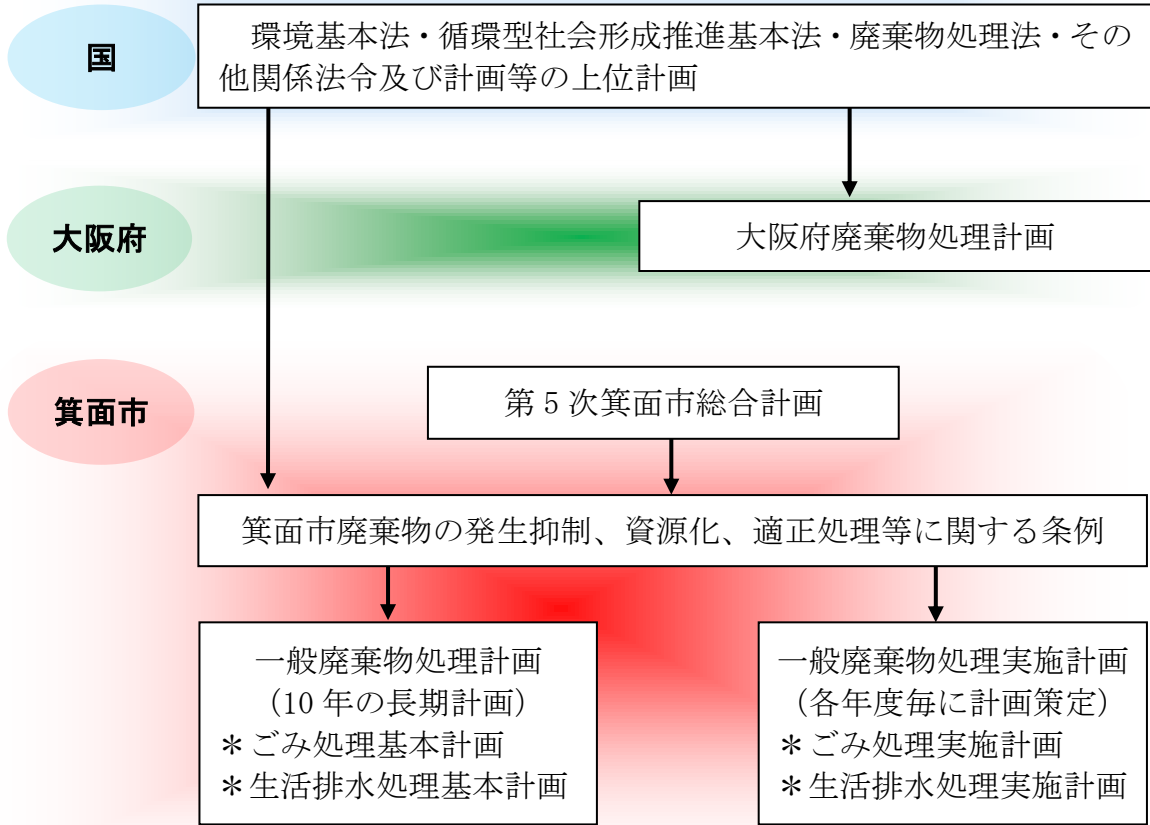 国
環境基本法・循環型社会形成推進基本法・廃棄物処理法・その
他関係法令及び計画等の上位計画
大阪府
大阪府廃棄物処理計画
箕面市
第5次箕面市総合計画
箕面市廃棄物の発生抑制、資源化、適正処理等に関する条例
一般廃棄物処理計画
（10 年の長期計画）
＊ごみ処理基本計画
＊生活排水処理基本計画
一般廃棄物処理実施計画
（各年度毎に計画策定）
＊ごみ処理実施計画
＊生活排水処理実施計画